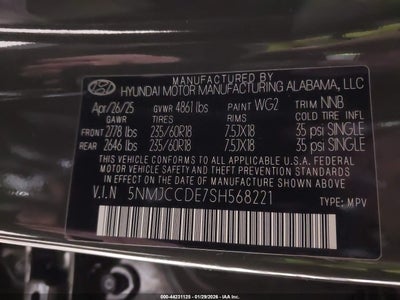 MANUFACTURED BY
HYUNDAI MOTOR MANUFACTURING ALABAMA, LLC
Apr/26/25 GVWR 4861 lbs PAINT WG2 TRIM NNB
GAWR TIRES RIMS COLD TIRE INFL
FRONT 2778 lbs 235/60R18 7.5JX18 35 psi SINGLE
REAR 2646 lbs 235/60R18 7.5JX18 35 psi SINGLE
THIS VEHICLE CONFORMS TO ALL APPLICABLE U.S.A. FEDERAL
MOTOR VEHICLE SAFETY AND THEFT PREVENTION STANDARDS
IN EFFECT ON THE DATE OF MANUFACTURE SHOWN ABOVE.
V.I.N 5NMJCCDE7SH568221 TYPE: MPV
000-44231125 - 01/29/2026 - IAA Inc.